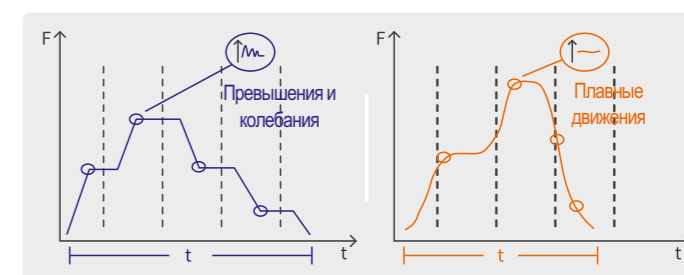 F
Превышения и
колебания
t
t
F
Плавные
движения
t
t